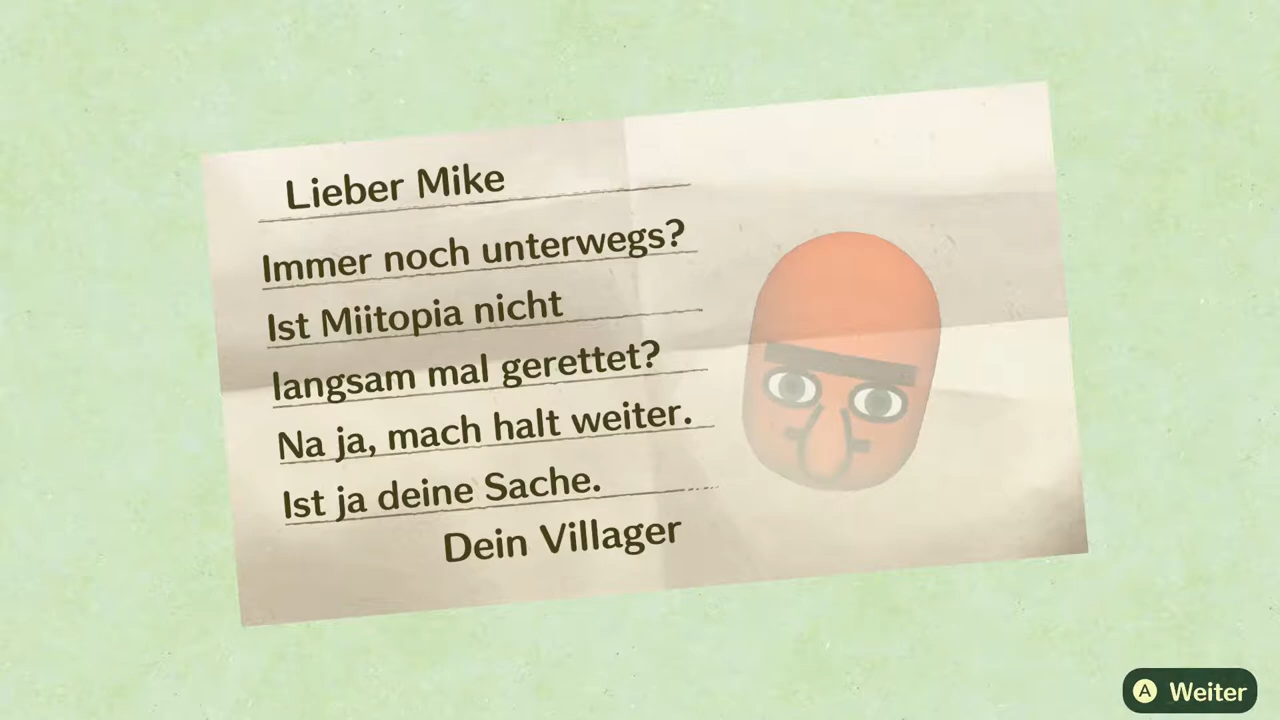 Lieber Mike
Immer noch unterwegs?
Ist Miitopia nicht
langsam mal gerettet?
Na ja, mach halt weiter.
Ist ja deine Sache.
Dein Villager
A Weiter